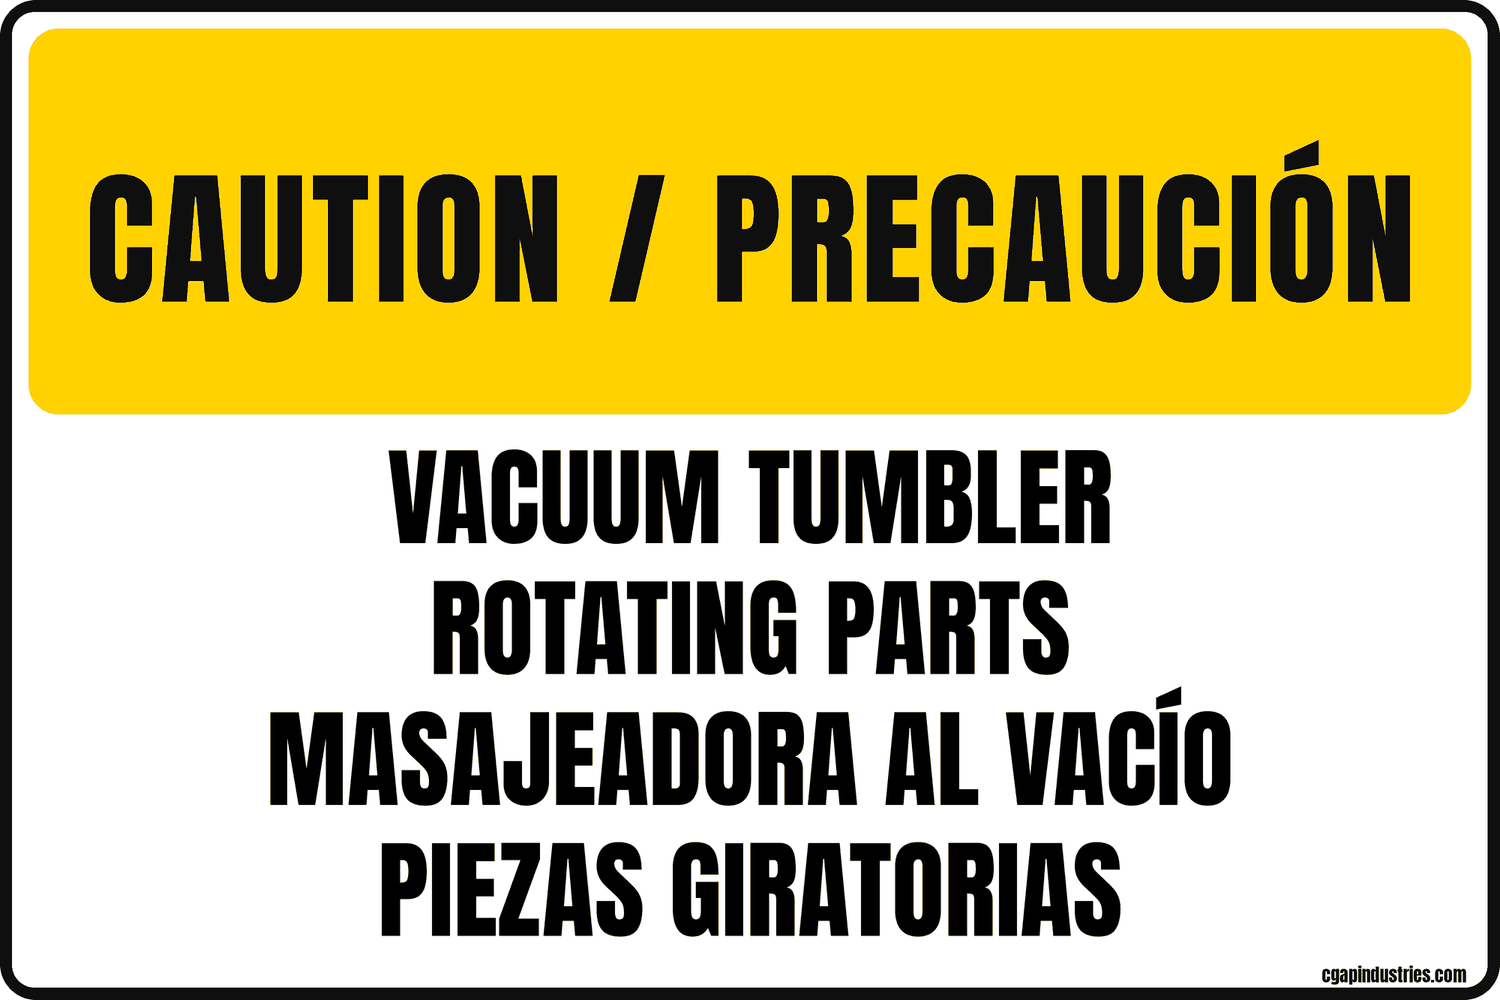 CAUTION / PRECAUCIÓN
VACUUM TUMBLER
ROTATING PARTS
MASAJEADORA AL VACÍO
PIEZAS GIRATORIAS
cgapindustries.com